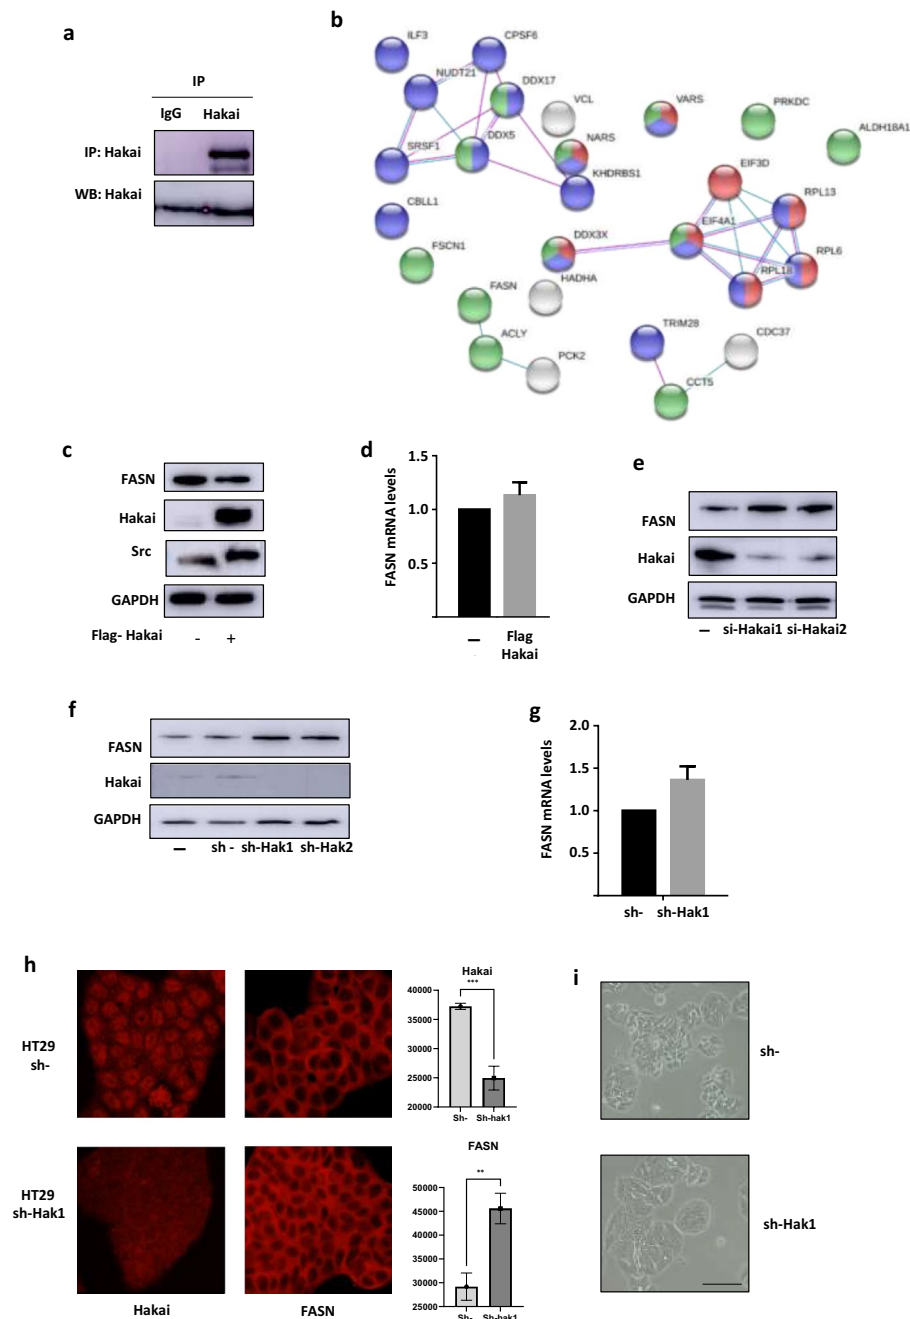 a
IP
IgG Hakai
IP: Hakai
WB: Hakai
b
ILF3
CPSF6
NUDT21
DDX17
VCL
VARS
PRKDC
ALDH18A1
SRSF1
DDX5
NARS
KHDRBS1
EIF3D
RPL13
CBLL1
EIF4A1
FSCN1
DDX3X
RPL18
RPL6
FASN
HADHA
ACLY
PCK2
TRIM28
CDC37
CCT5
c
FASN
Hakai
Src
GAPDH
Flag- Hakai - +
d
FASN mRNA levels
1.5
1.0
0.5
– Flag
Hakai
e
FASN
Hakai
GAPDH
– si-Hakai1 si-Hakai2
f
FASN
Hakai
GAPDH
– sh - sh-Hak1 sh-Hak2
g
FASN mRNA levels
2.0
1.5
1.0
0.5
sh- sh-Hak1
h
HT29
sh-
HT29
sh-Hak1
Hakai FASN
Hakai
***
40000
35000
30000
25000
20000
Sh- Sh-hak1
FASN
**
50000
45000
40000
35000
30000
25000
Sh- Sh-hak1
i
sh-
sh-Hak1